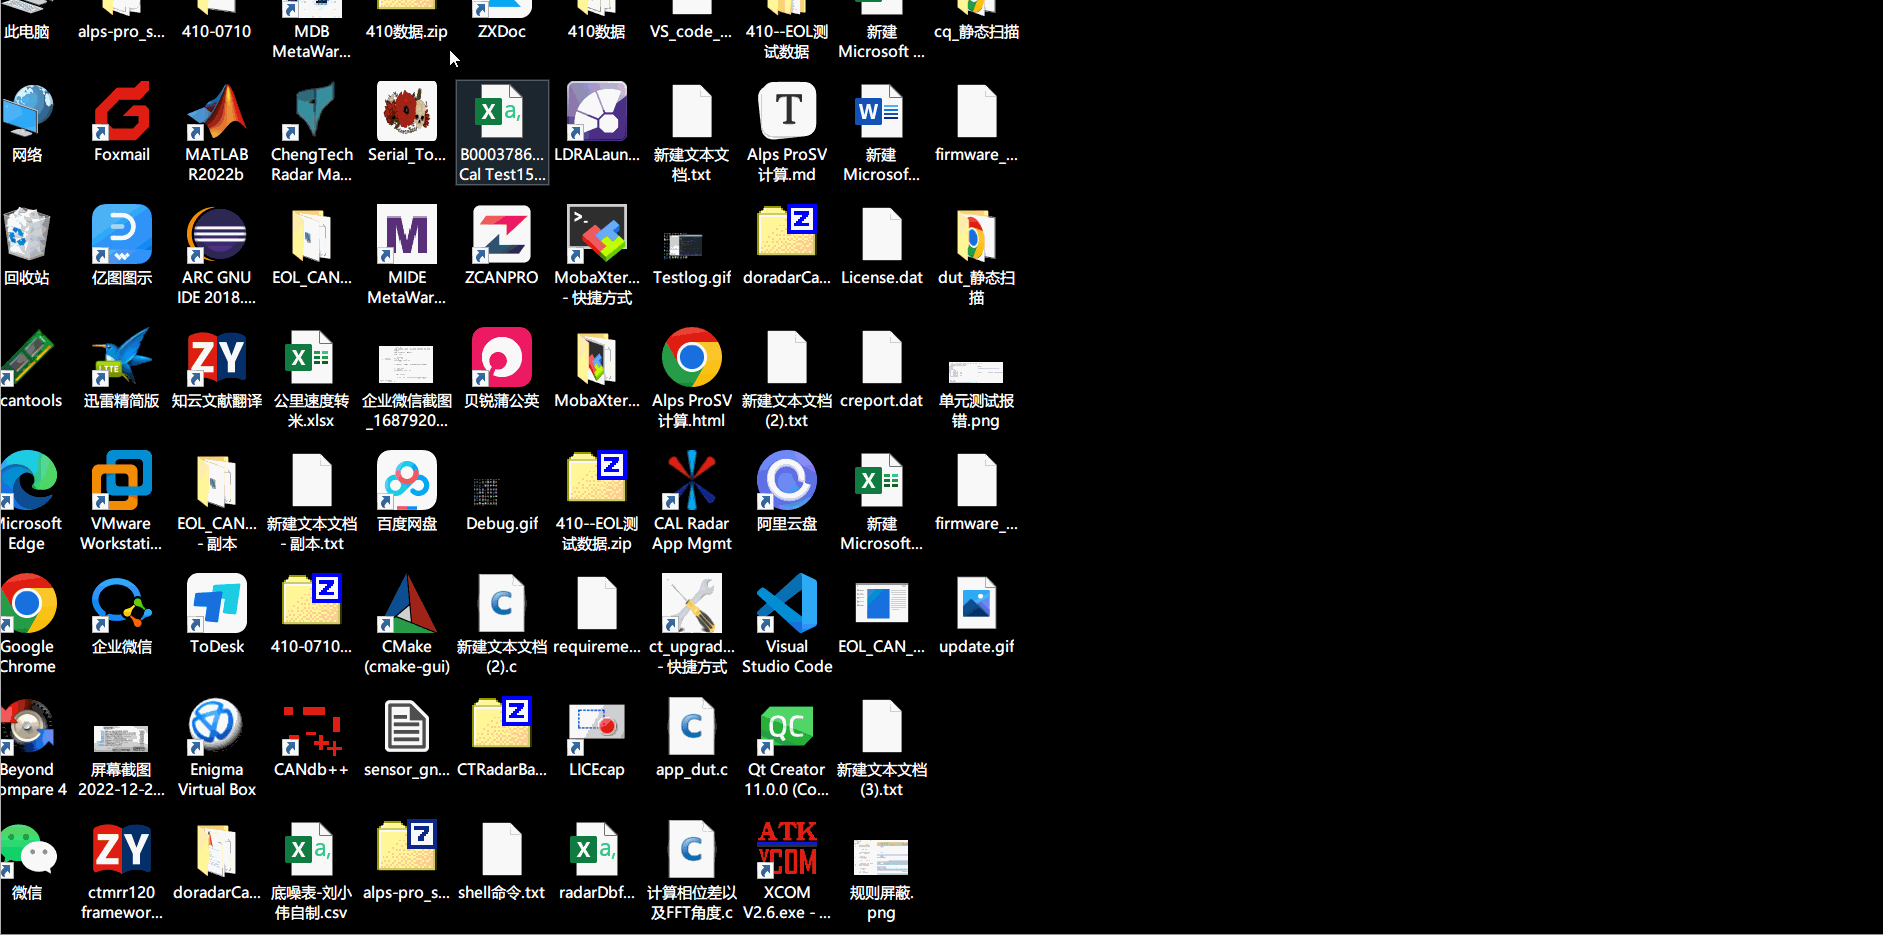 此电脑
alps-pro_s...
410-0710
MDB
MetaWar...
410数据.zip
ZXDoc
410数据
VS_code_...
410--EOL测
试数据
新建
Microsoft ...
cq_静态扫描
网络
Foxmail
MATLAB
R2022b
ChengTech
Radar Ma...
Serial_To...
X a,
B0003786...
Cal Test15...
LDRALaun...
新建文本文
档.txt
T
Alps ProSV
计算.md
W
新建
Microsof...
firmware_...
回收站
亿图图示
ARC GNU
IDE 2018....
EOL_CAN...
M
MIDE
MetaWar...
Z
ZCANPRO
>_
MobaXter...
- 快捷方式
Testlog.gif
Z
doradarCa...
License.dat
dut_静态扫
描
cantools
LITE
迅雷精简版
ZY
知云文献翻译
X
公里速度转
米.xlsx
企业微信截图
_1687920...
贝锐蒲公英
MobaXter...
Alps ProSV
计算.html
新建文本文档
(2).txt
creport.dat
单元测试报
错.png
Microsoft
Edge
VMware
Workstati...
EOL_CAN...
- 副本
新建文本文档
- 副本.txt
百度网盘
Debug.gif
Z
410--EOL测
试数据.zip
CAL Radar
App Mgmt
阿里云盘
X
新建
Microsoft...
firmware_...
Google
Chrome
企业微信
ToDesk
Z
410-0710...
CMake
(cmake-gui)
C
新建文本文档
(2).c
requireme...
ct_upgrad...
- 快捷方式
Visual
Studio Code
EOL_CAN_...
update.gif
Beyond
ompare 4
屏幕截图
2022-12-2...
Enigma
Virtual Box
CANdb++
sensor_gn...
Z
CTRadarBa...
LICEcap
C
app_dut.c
QC
Qt Creator
11.0.0 (Co...
新建文本文档
(3).txt
微信
ZY
ctmrr120
framewor...
doradarCa...
X a,
底噪表-刘小
伟自制.csv
7
alps-pro_s...
shell命令.txt
X a,
radarDbf...
C
计算相位差以
及FFT角度.c
ATK
XCOM
XCOM
V2.6.exe - ...
规则屏蔽.
png